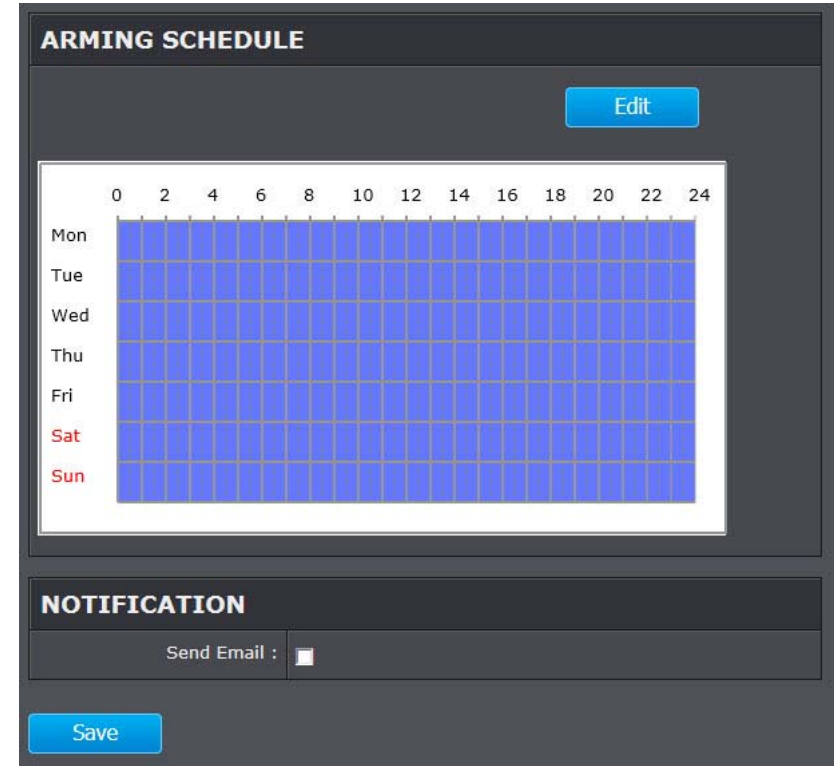 ARMING SCHEDULE
Edit
0 2 4 6 8 10 12 14 16 18 20 22 24
Mon
Tue
Wed
Thu
Fri
Sat
Sun
NOTIFICATION
Send Email :
Save